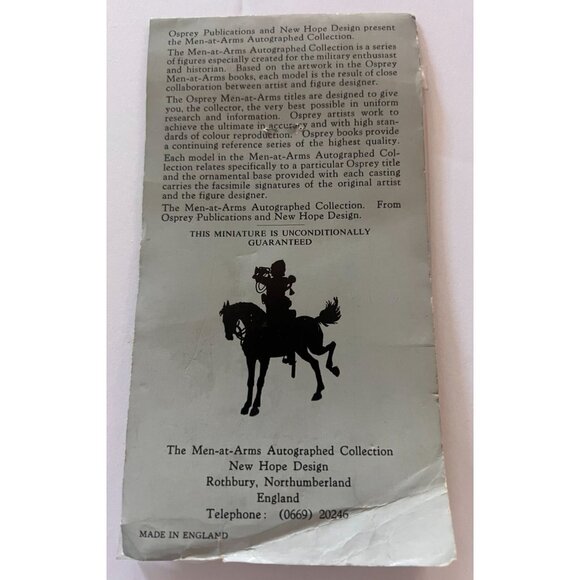 Osprey Publications and New Hope Design present
the Men-at-Arms Autographed Collection.
The Men-at-Arms Autographed Collection is a series
of figures especially created for the military enthusiast
and historian. Based on the artwork in the Osprey
Men-at-Arms books, each model is the result of close
collaboration between artist and figure designer.
The Osprey Men-at-Arms titles are designed to give
you, the collector, the very best possible in uniform
research and information. Osprey artists work to
achieve the ultimate in accuracy and with high stan-
dards of colour reproduction. Osprey books provide
a continuing reference series of the highest quality.
Each model in the Men-at-Arms Autographed Col-
lection relates specifically to a particular Osprey title
and the ornamental base provided with each casting
carries the facsimile signatures of the original artist
and the figure designer.
The Men-at-Arms Autographed Collection. From
Osprey Publications and New Hope Design.
THIS MINIATURE IS UNCONDITIONALLY
GUARANTEED
The Men-at-Arms Autographed Collection
New Hope Design
Rothbury, Northumberland
England
Telephone: (0669) 20246
MADE IN ENGLAND